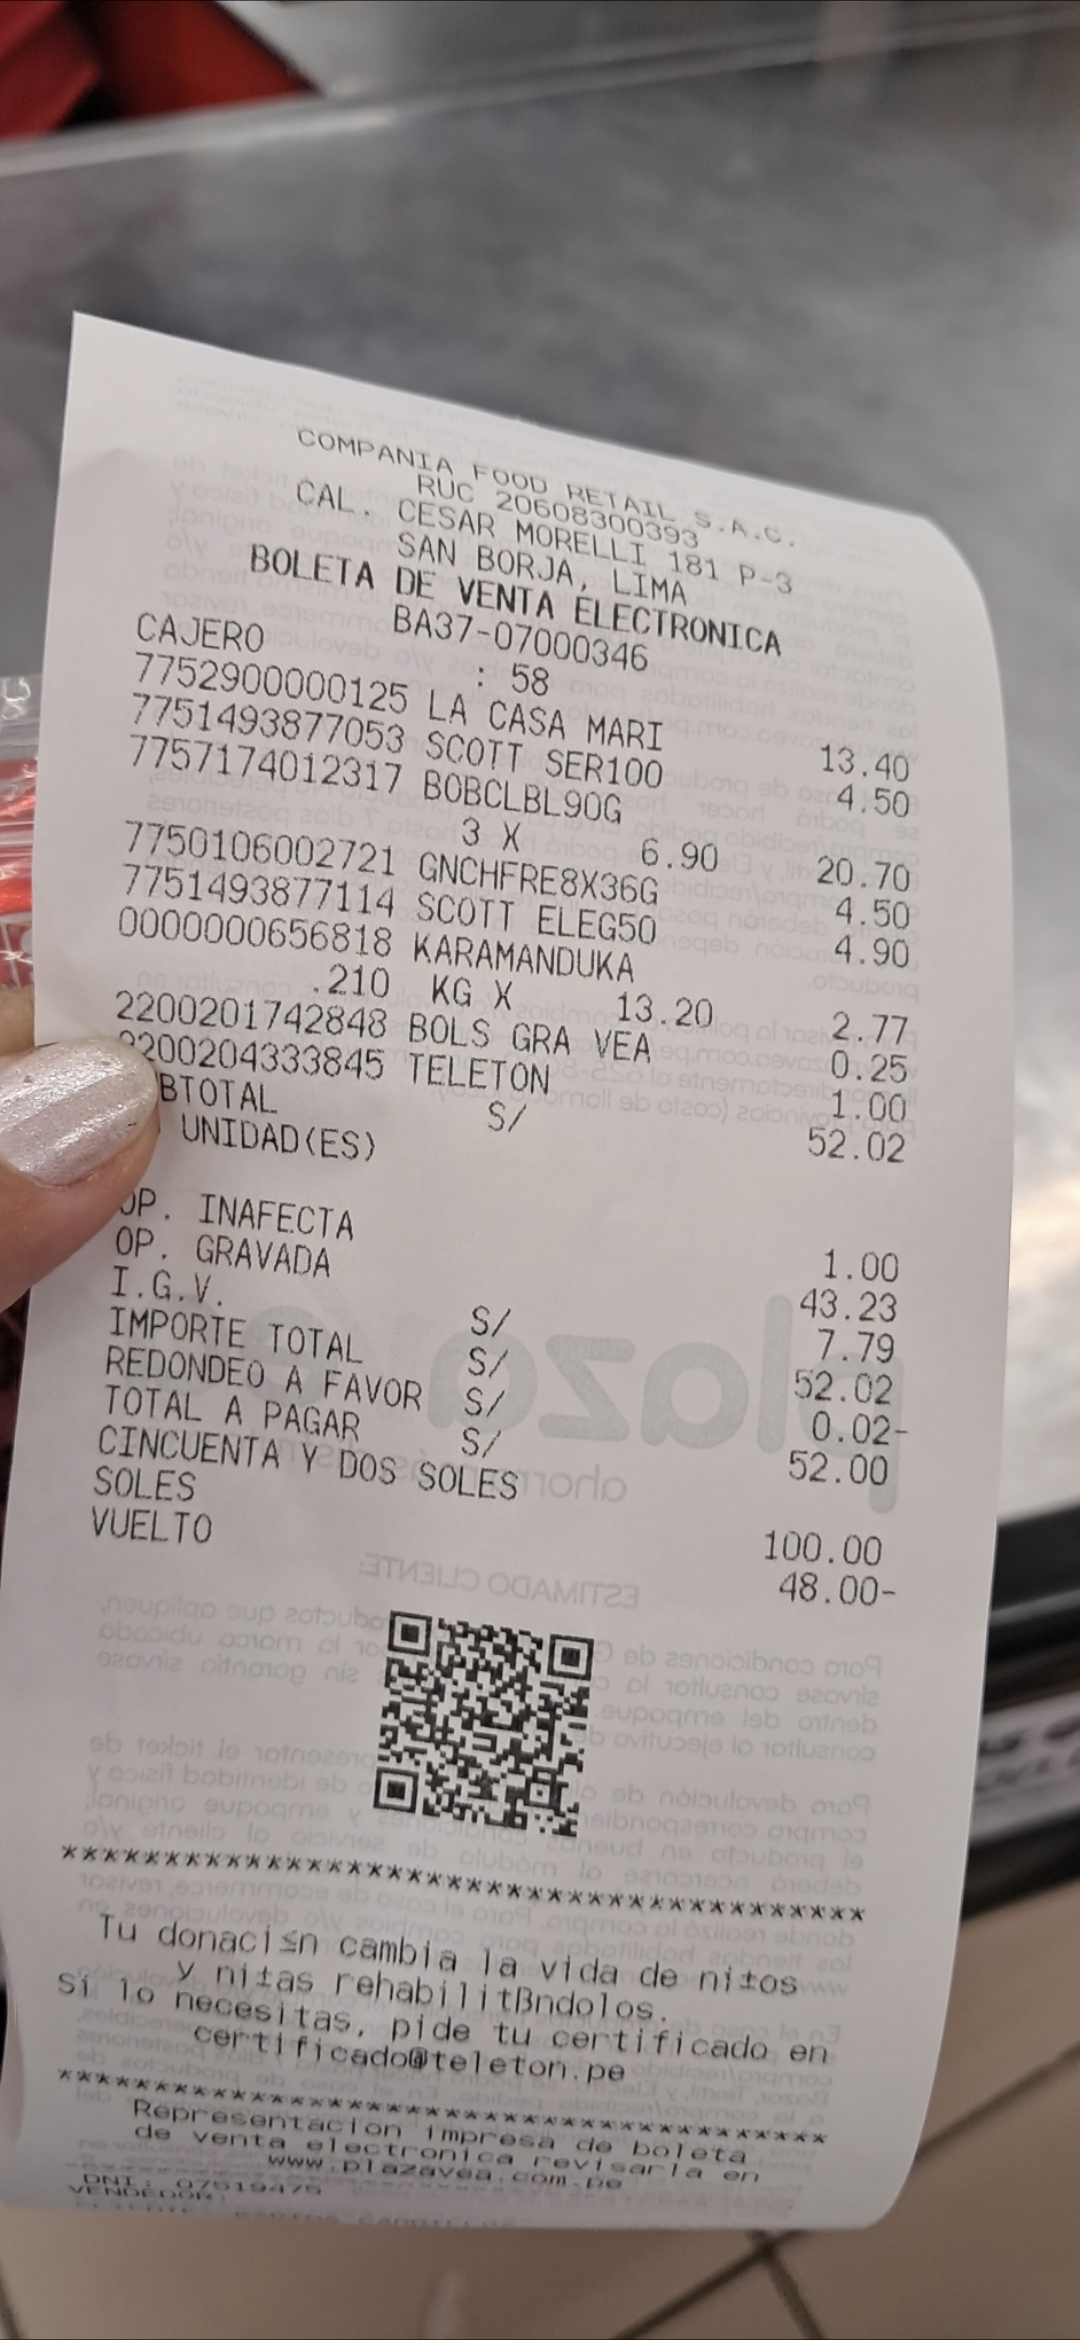 COMPANIA FOOD RETAIL S.A.C.
RUC 20608300393
CAL. CESAR MORELLI 181 P-3
SAN BORJA, LIMA
BOLETA DE VENTA ELECTRONICA
BA37-07000346
CAJERO : 58
7752900000125 LA CASA MARI 13.40
7751493877053 SCOTT SER100 4.50
7757174012317 BOBCLBL90G
3 X 6.90 20.70
7750106002721 GNCHFRE8X36G 4.50
7751493877114 SCOTT ELEG50 4.90
0000000656818 KARAMANDUKA
.210 KG X 13.20 2.77
2200201742848 BOLS GRA VEA 0.25
2200204333845 TELETON 1.00
BTOTAL S/ 52.02
UNIDAD(ES)
OP. INAFECTA 1.00
OP. GRAVADA 43.23
I.G.V. S/ 7.79
IMPORTE TOTAL S/ 52.02
REDONDEO A FAVOR S/ 0.02-
TOTAL A PAGAR S/ 52.00
CINCUENTA Y DOS SOLES
SOLES 100.00
VUELTO 48.00-
****************************************
Tu donaci≤n cambia la vida de ni±os
y ni±as rehabilitßndolos.
Si lo necesitas, pide tu certificado en
certificado@teleton.pe
****************************************
Representacion impresa de boleta
de venta electronica revisarla en
www.plazavea.com.pe
DNI: 07519475
VENDEDOR: